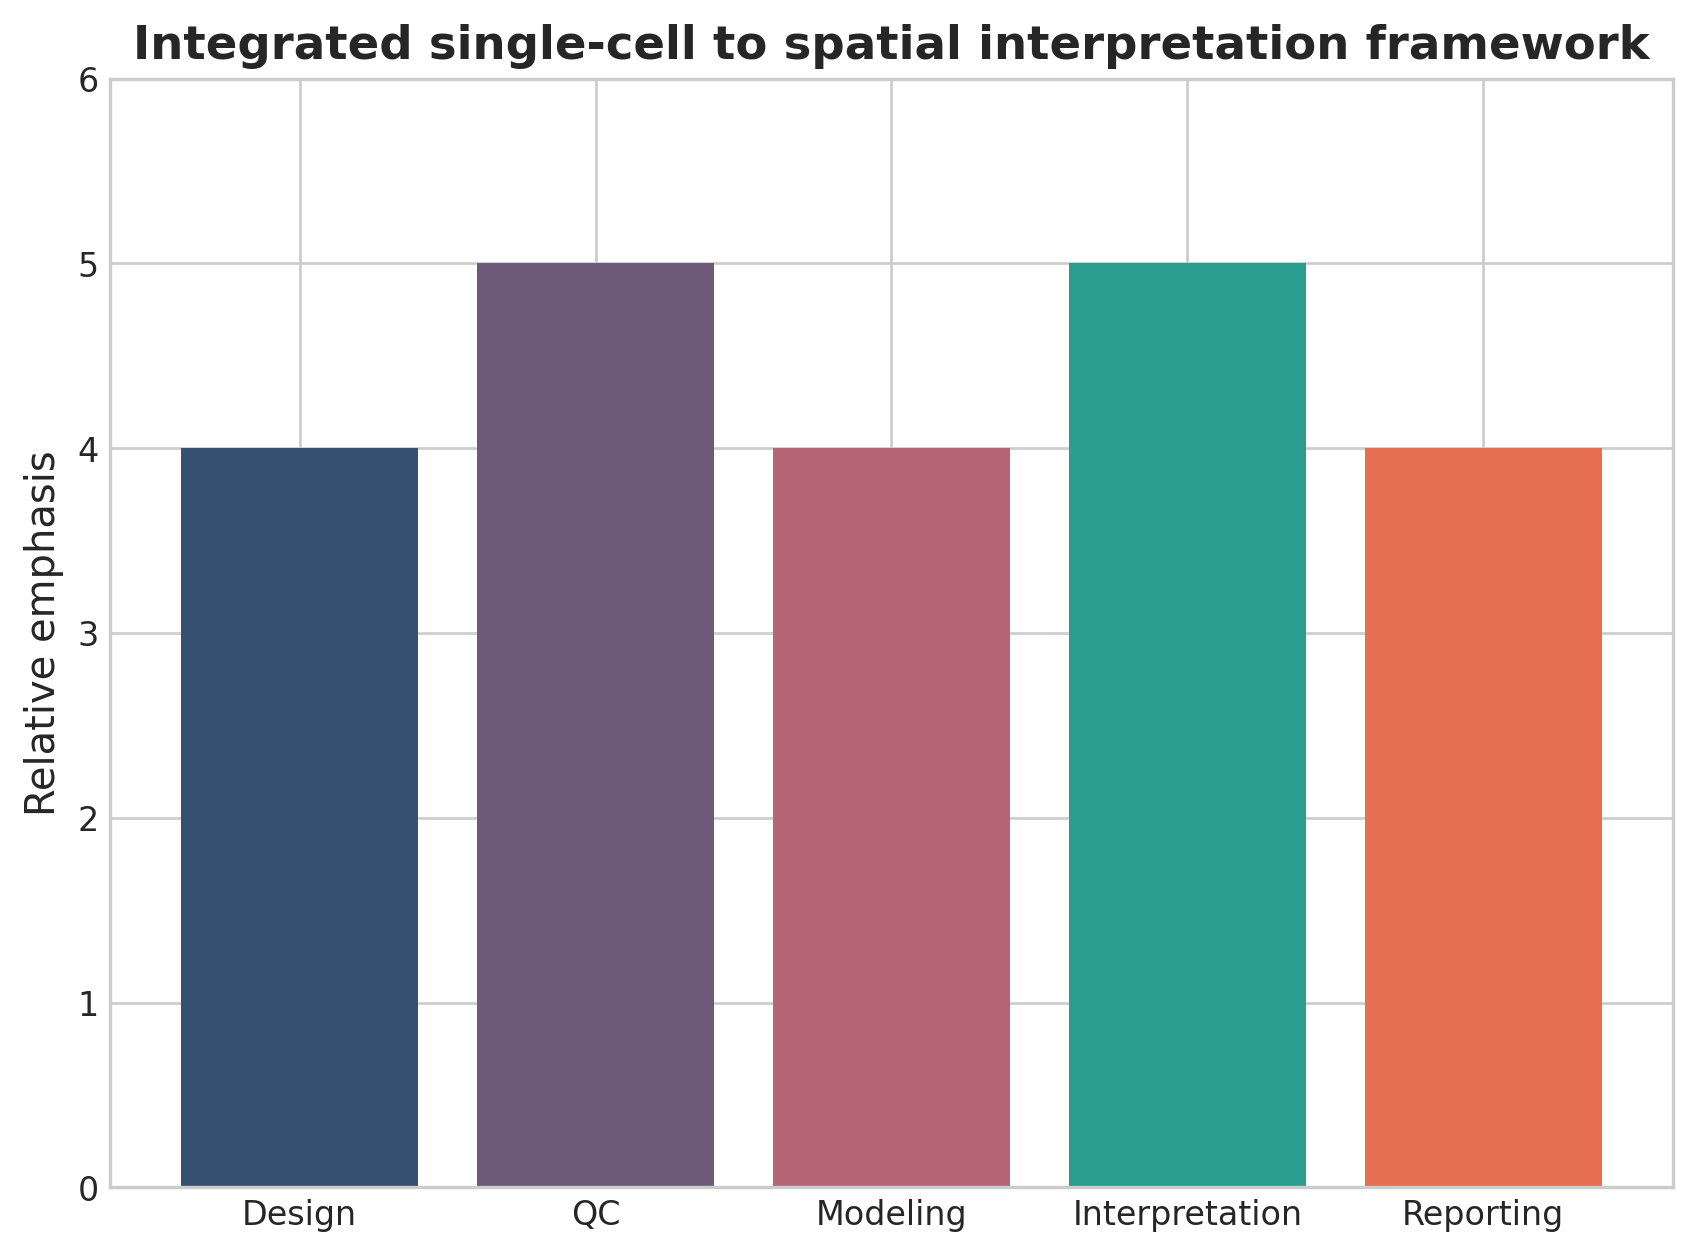 Integrated single-cell to spatial interpretation framework
Relative emphasis
6
5
4
3
2
1
0
Design
QC
Modeling
Interpretation
Reporting